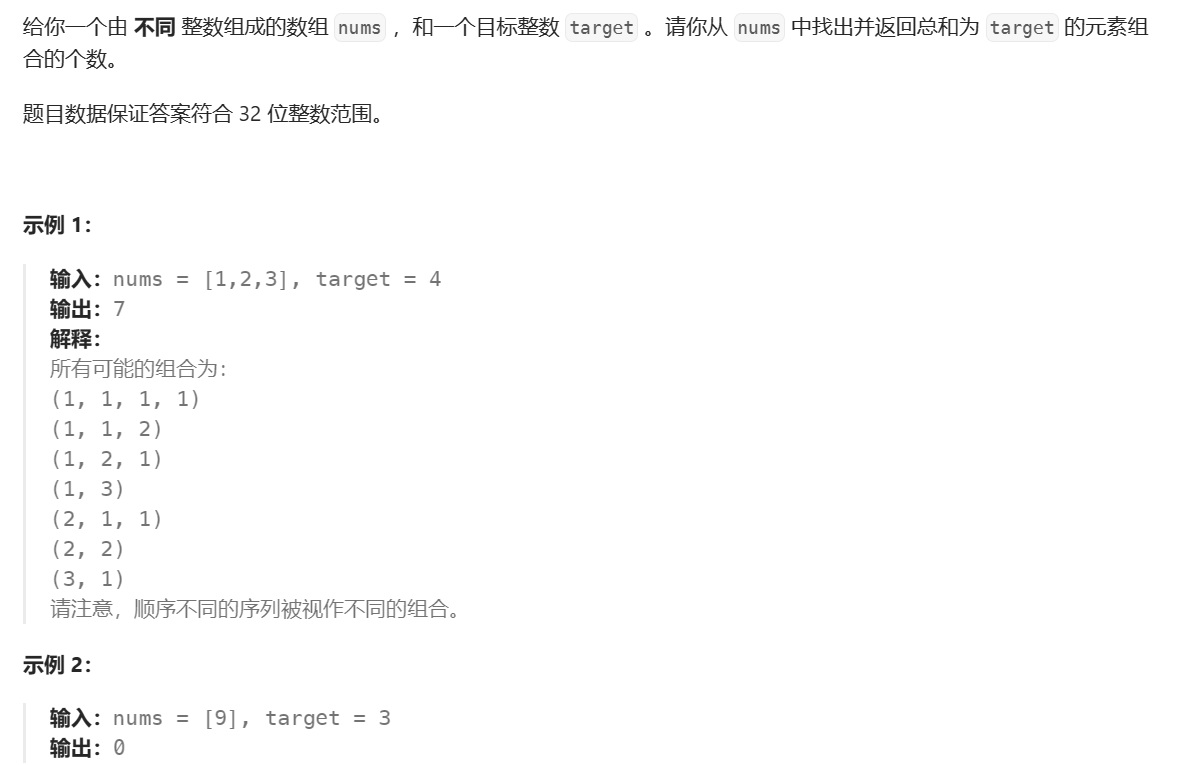 给你一个由 不同 整数组成的数组 nums ，和一个目标整数 target 。请你从 nums 中找出并返回总和为 target 的元素组
合的个数。
题目数据保证答案符合 32 位整数范围。
示例 1：
输入：nums = [1,2,3], target = 4
输出：7
解释：
所有可能的组合为：
(1, 1, 1, 1)
(1, 1, 2)
(1, 2, 1)
(1, 3)
(2, 1, 1)
(2, 2)
(3, 1)
请注意，顺序不同的序列被视作不同的组合。
示例 2：
输入：nums = [9], target = 3
输出：0